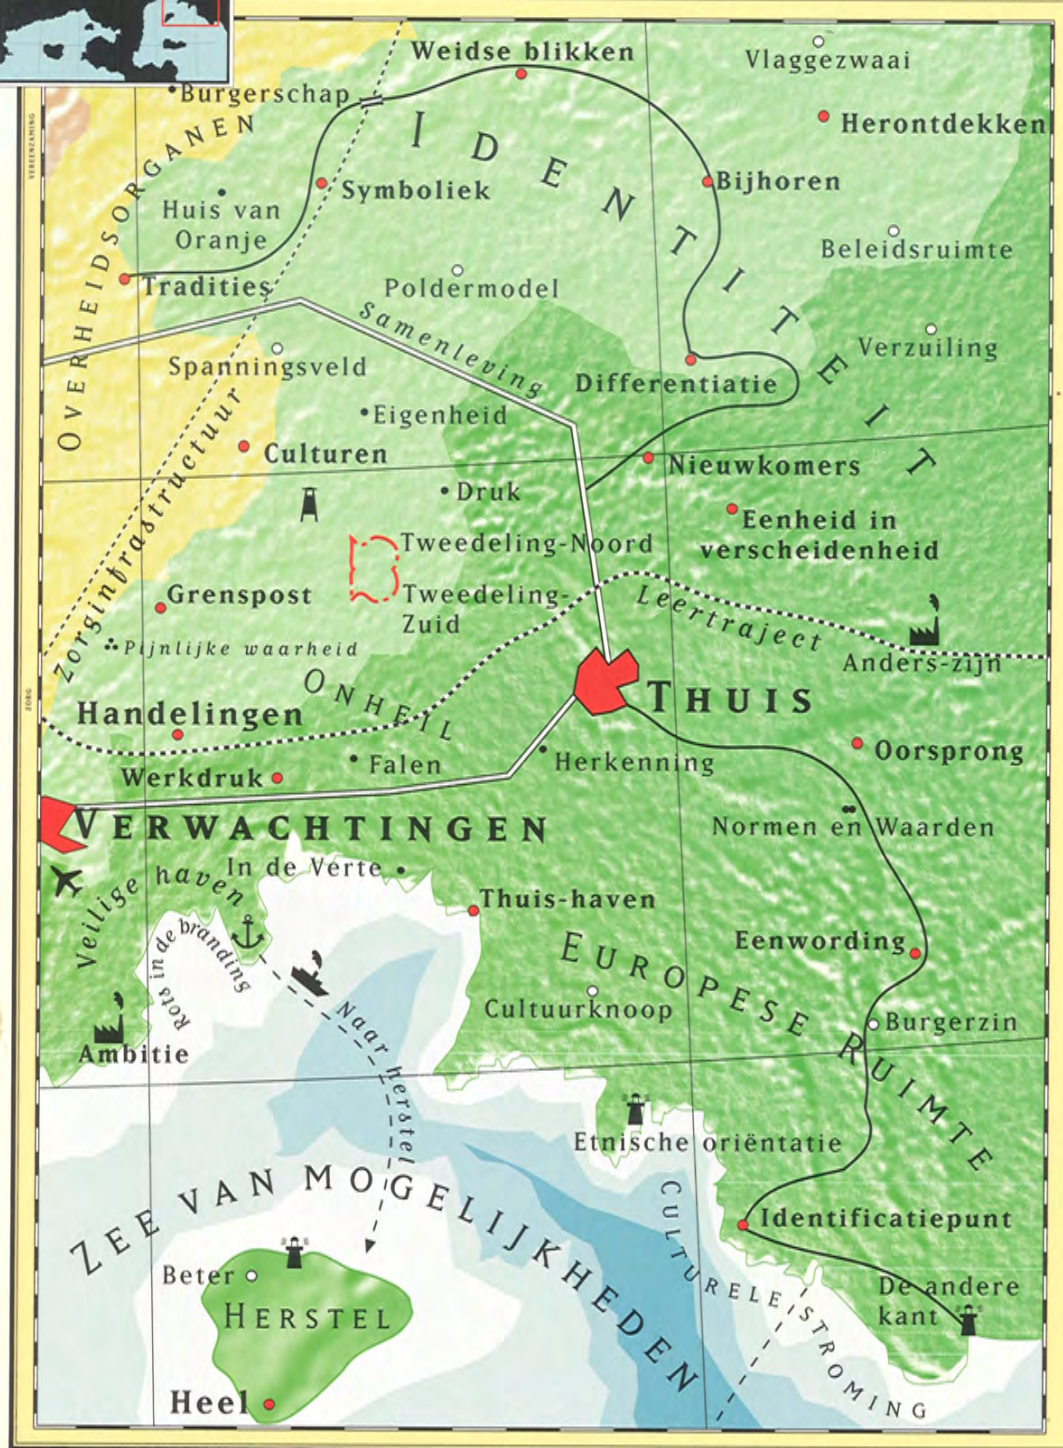 Weidse blikken
Vlaggezwaai
Burgerschap
Herontdekken
VEREENZAMING
OVERHEIDSORGANEN
IDENTITEIT
Symboliek
Bijhoren
Huis van
Oranje
Beleidsruimte
Tradities
Poldermodel
Samenleving
Verzuiling
Spanningsveld
Differentiatie
Eigenheid
Zorginfrastructuur
Culturen
Nieuwkomers
Druk
Eenheid in
verscheidenheid
Tweedeling-Noord
Tweedeling-
Zuid
Grenspost
Leertraject
Pijnlijke waarheid
Anders-zijn
ZORG
ONHEIL
THUIS
Handelingen
Oorsprong
Werkdruk
Falen
Herkenning
VERWACHTINGEN
Normen en Waarden
In de Verte
Veilige haven
Thuis-haven
Rots in de branding
EUROPESE RUIMTE
Eenwording
Cultuurknoop
Naar herstel
Burgerzin
Ambitie
Etnische oriëntatie
ZEE VAN MOGELIJKHEDEN
CULTURELE STROMING
Identificatiepunt
Beter
De andere
kant
HERSTEL
Heel